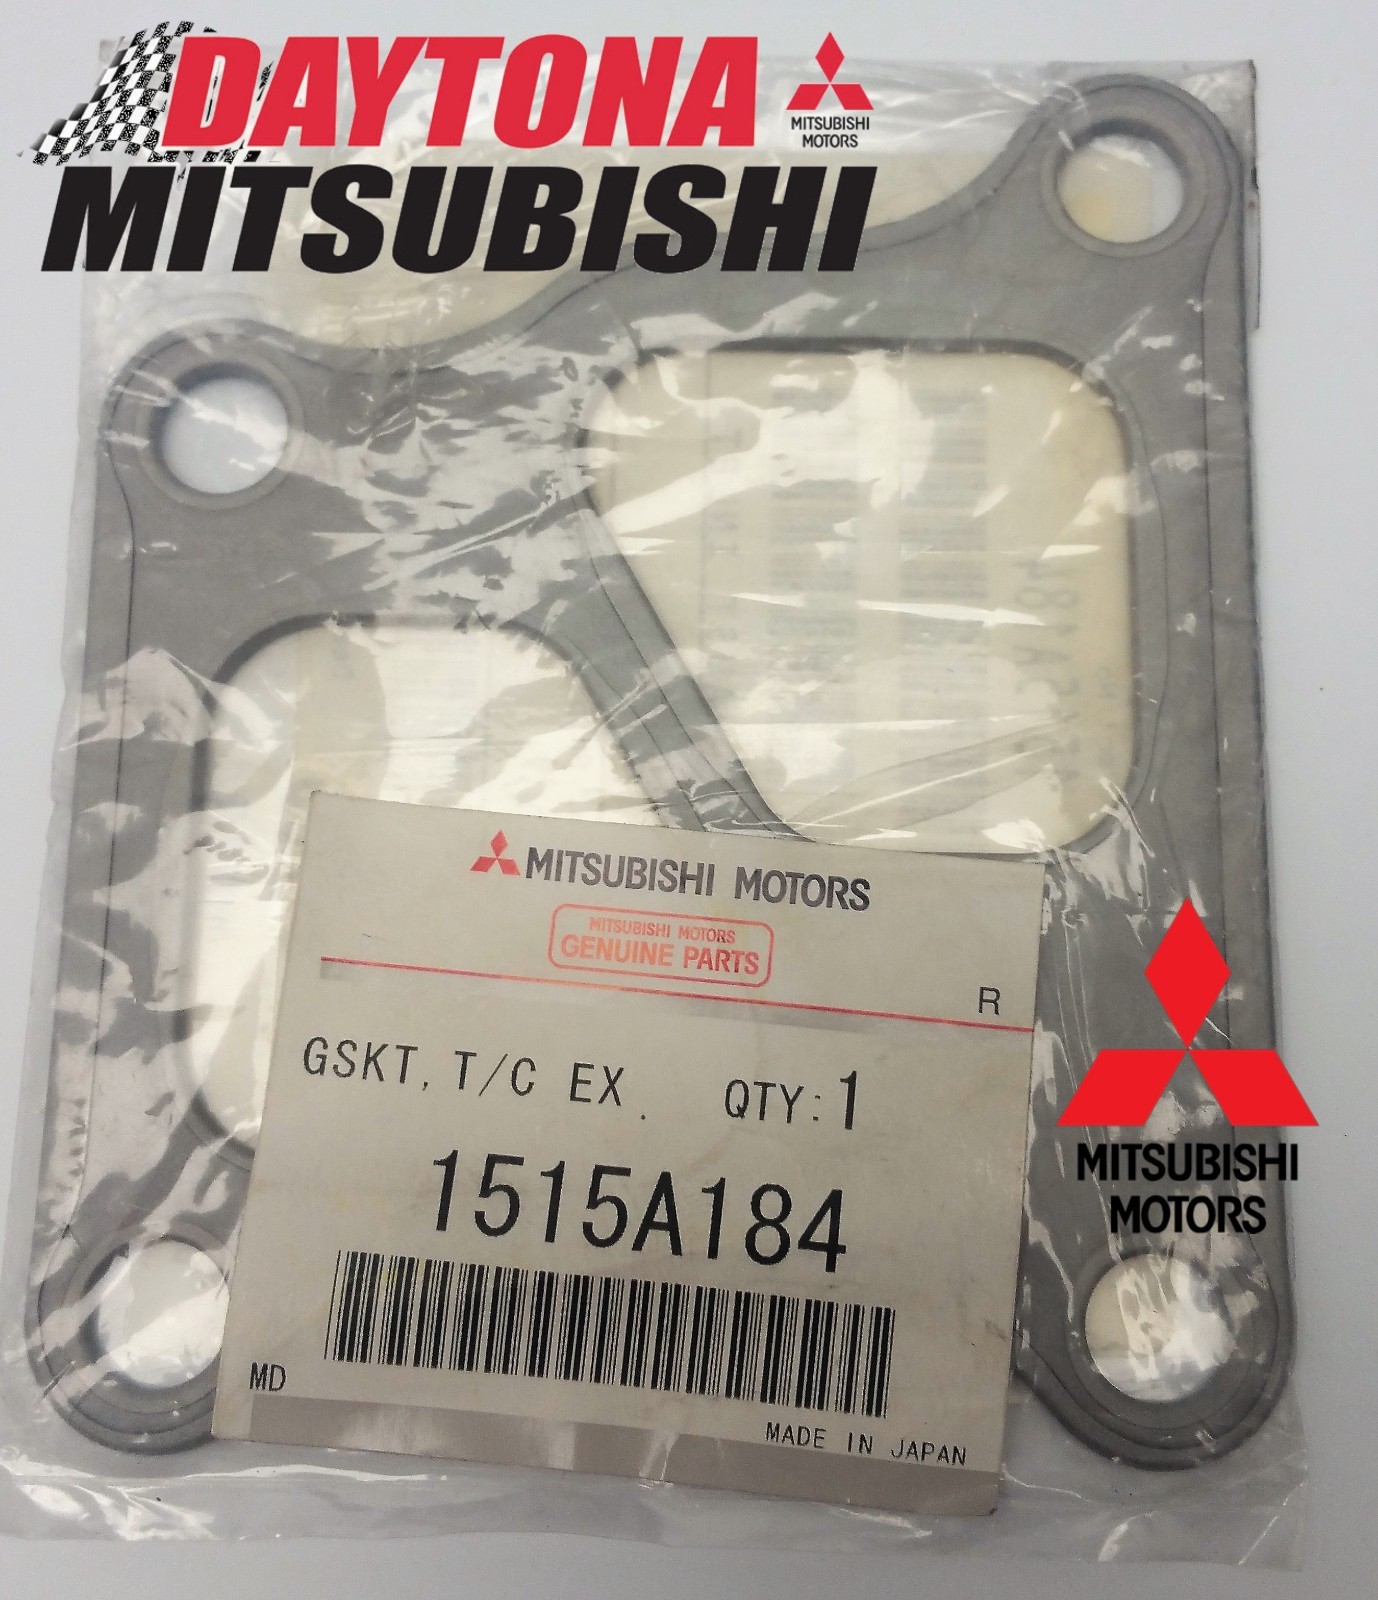 DAYTONA
MITSUBISHI
MOTORS
MITSUBISHI
MITSUBISHI MOTORS
MITSUBISHI MOTORS
GENUINE PARTS
R
GSKT, T/C EX. QTY:1
1515A184
MD
MADE IN JAPAN
MITSUBISHI
MOTORS